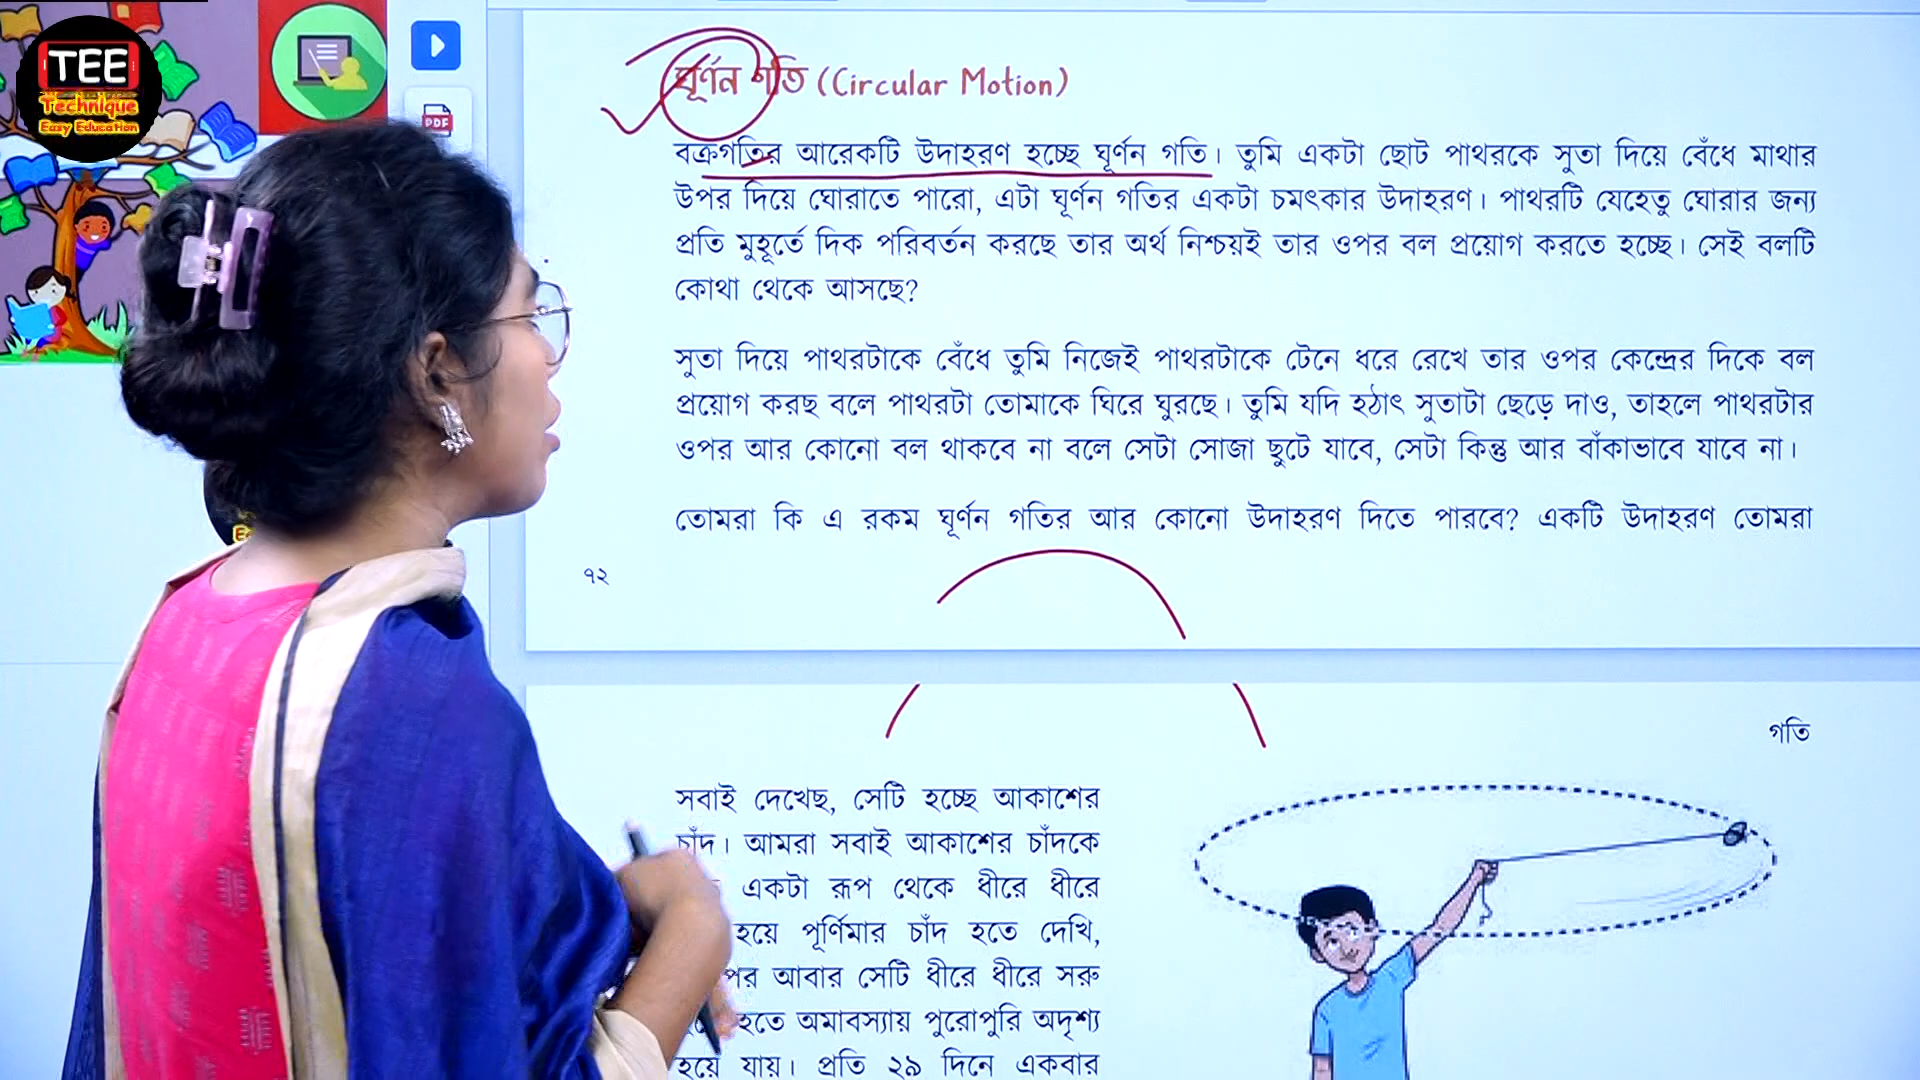 TEE
Technique
Easy Education
PDF
ঘূর্ণন গতি (Circular Motion)
বক্রগতির আরেকটি উদাহরণ হচ্ছে ঘূর্ণন গতি। তুমি একটা ছোট পাথরকে সুতা দিয়ে বেঁধে মাথার
উপর দিয়ে ঘোরাতে পারো, এটা ঘূর্ণন গতির একটা চমৎকার উদাহরণ। পাথরটি যেহেতু ঘোরার জন্য
প্রতি মুহূর্তে দিক পরিবর্তন করছে তার অর্থ নিশ্চয়ই তার ওপর বল প্রয়োগ করতে হচ্ছে। সেই বলটি
কোথা থেকে আসছে?
সুতা দিয়ে পাথরটাকে বেঁধে তুমি নিজেই পাথরটাকে টেনে ধরে রেখে তার ওপর কেন্দ্রের দিকে বল
প্রয়োগ করছ বলে পাথরটা তোমাকে ঘিরে ঘুরছে। তুমি যদি হঠাৎ সুতাটা ছেড়ে দাও, তাহলে পাথরটার
ওপর আর কোনো বল থাকবে না বলে সেটা সোজা ছুটে যাবে, সেটা কিন্তু আর বাঁকাভাবে যাবে না।
তোমরা কি এ রকম ঘূর্ণন গতির আর কোনো উদাহরণ দিতে পারবে? একটি উদাহরণ তোমরা
৭২
গতি
সবাই দেখেছ, সেটি হচ্ছে আকাশের
চাঁদ। আমরা সবাই আকাশের চাঁদকে
একটা রূপ থেকে ধীরে ধীরে
হয়ে পূর্ণিমার চাঁদ হতে দেখি,
আবার সেটি ধীরে ধীরে সরু
হতে অমাবস্যায় পুরোপুরি অদৃশ্য
হয়ে যায়। প্রতি ২৯ দিনে একবার